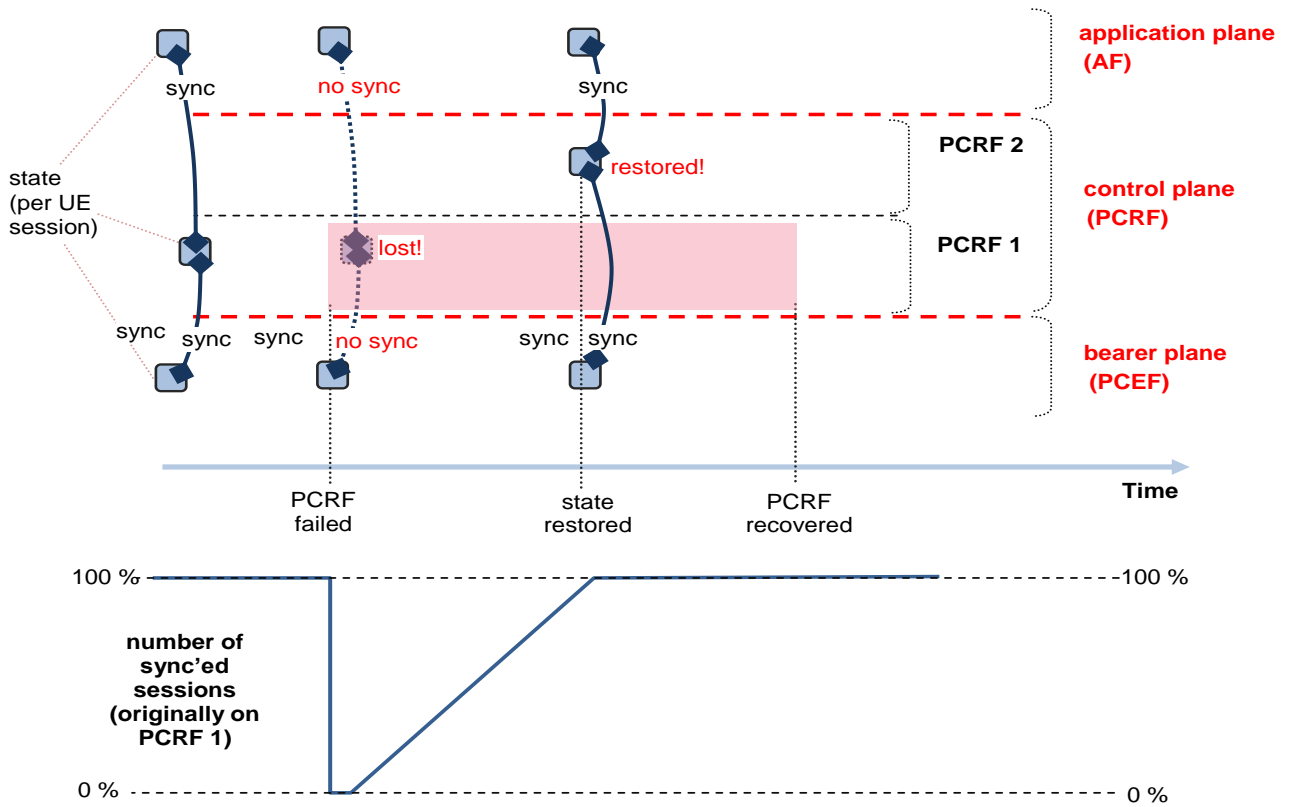 application plane
(AF)
sync
no sync
sync
PCRF 2
restored!
state
(per UE
session)
control plane
(PCRF)
PCRF 1
lost!
sync
sync
sync
no sync
sync
sync
bearer plane
(PCEF)
Time
PCRF
failed
state
restored
PCRF
recovered
100 %
100 %
number of
sync'ed
sessions
(originally on
PCRF 1)
0 %
0 %